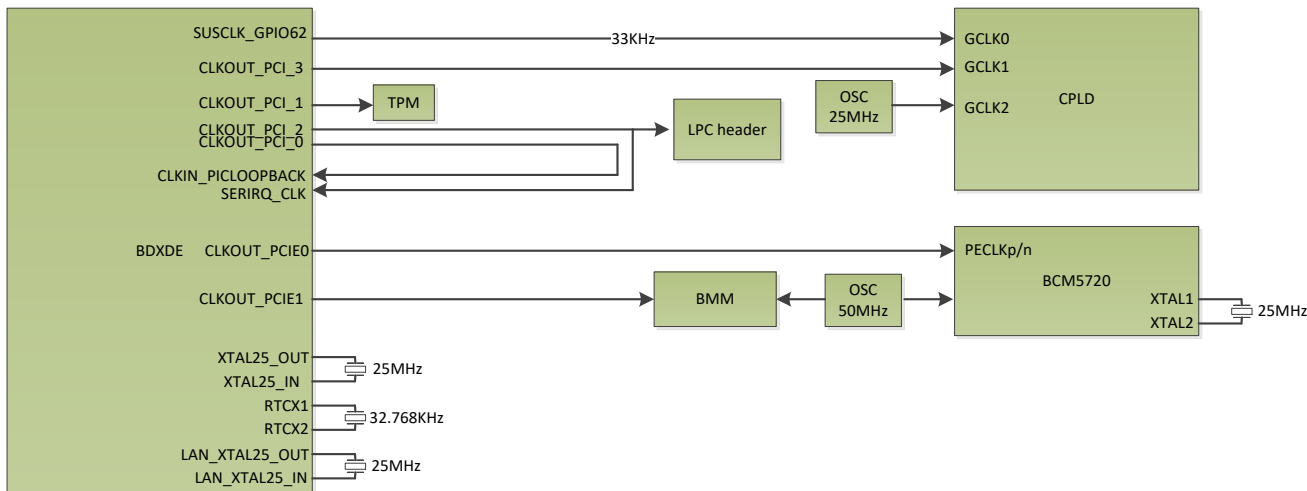 SUSCLK_GPIO62
33KHz
GCLK0
CLKOUT_PCI_3
GCLK1
CLKOUT_PCI_1
TPM
OSC
25MHz
GCLK2
CPLD
CLKOUT_PCI_2
LPC header
CLKOUT_PCI_0
CLKIN_PICLOOPBACK
SERIRQ_CLK
BDXDE
CLKOUT_PCIE0
PECLKp/n
BCM5720
CLKOUT_PCIE1
BMM
OSC
50MHz
XTAL1
XTAL2
25MHz
XTAL25_OUT
XTAL25_IN
25MHz
RTCX1
RTCX2
32.768KHz
LAN_XTAL25_OUT
LAN_XTAL25_IN
25MHz